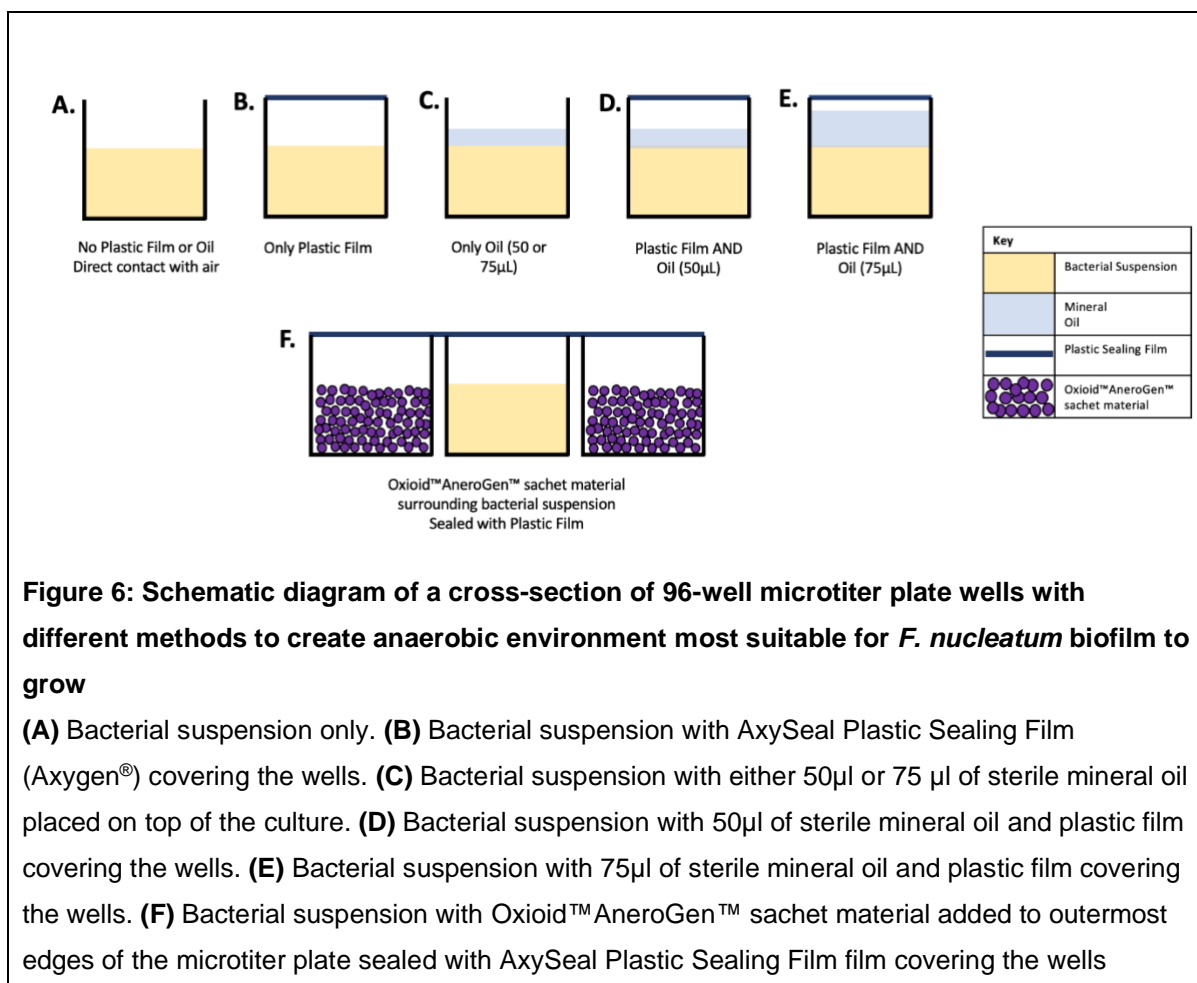 A.
B.
C.
D.
E.
No Plastic Film or Oil
Direct contact with air
Only Plastic Film
Only Oil (50 or
75µL)
Plastic Film AND
Oil (50µL)
Plastic Film AND
Oil (75µL)
Key
Bacterial Suspension
Mineral
Oil
Plastic Sealing Film
Oxioid™AneroGen™
sachet material
F.
Oxioid™AneroGen™ sachet material
surrounding bacterial suspension
Sealed with Plastic Film
Figure 6: Schematic diagram of a cross-section of 96-well microtiter plate wells with
different methods to create anaerobic environment most suitable for F. nucleatum biofilm to
grow
(A) Bacterial suspension only. (B) Bacterial suspension with AxySeal Plastic Sealing Film
(Axygen®) covering the wells. (C) Bacterial suspension with either 50µl or 75 µl of sterile mineral oil
placed on top of the culture. (D) Bacterial suspension with 50µl of sterile mineral oil and plastic film
covering the wells. (E) Bacterial suspension with 75µl of sterile mineral oil and plastic film covering
the wells. (F) Bacterial suspension with Oxioid™AneroGen™ sachet material added to outermost
edges of the microtiter plate sealed with AxySeal Plastic Sealing Film film covering the wells